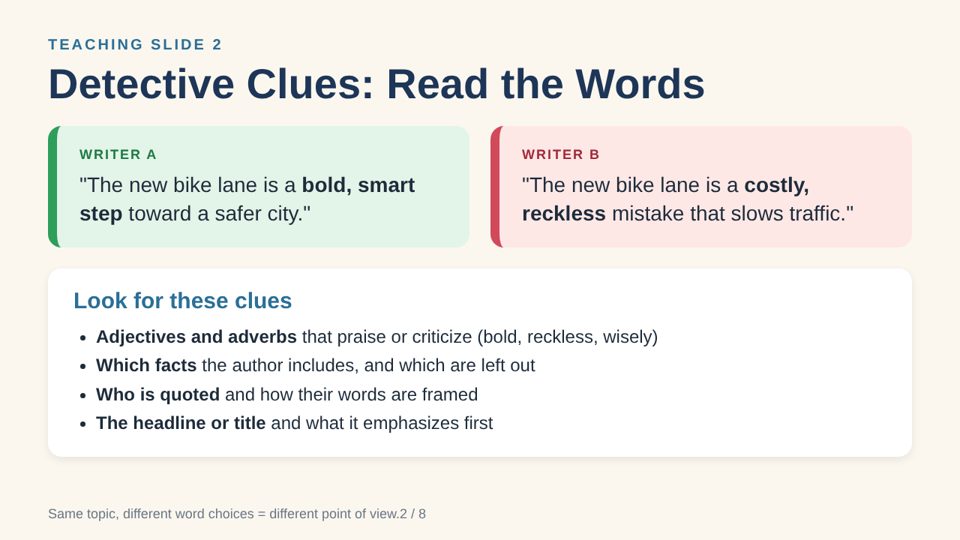 TEACHING SLIDE 2
Detective Clues: Read the Words
WRITER A
"The new bike lane is a bold, smart
step toward a safer city."
WRITER B
"The new bike lane is a costly,
reckless mistake that slows traffic."
Look for these clues
• Adjectives and adverbs that praise or criticize (bold, reckless, wisely)
• Which facts the author includes, and which are left out
• Who is quoted and how their words are framed
• The headline or title and what it emphasizes first
Same topic, different word choices = different point of view.2 / 8